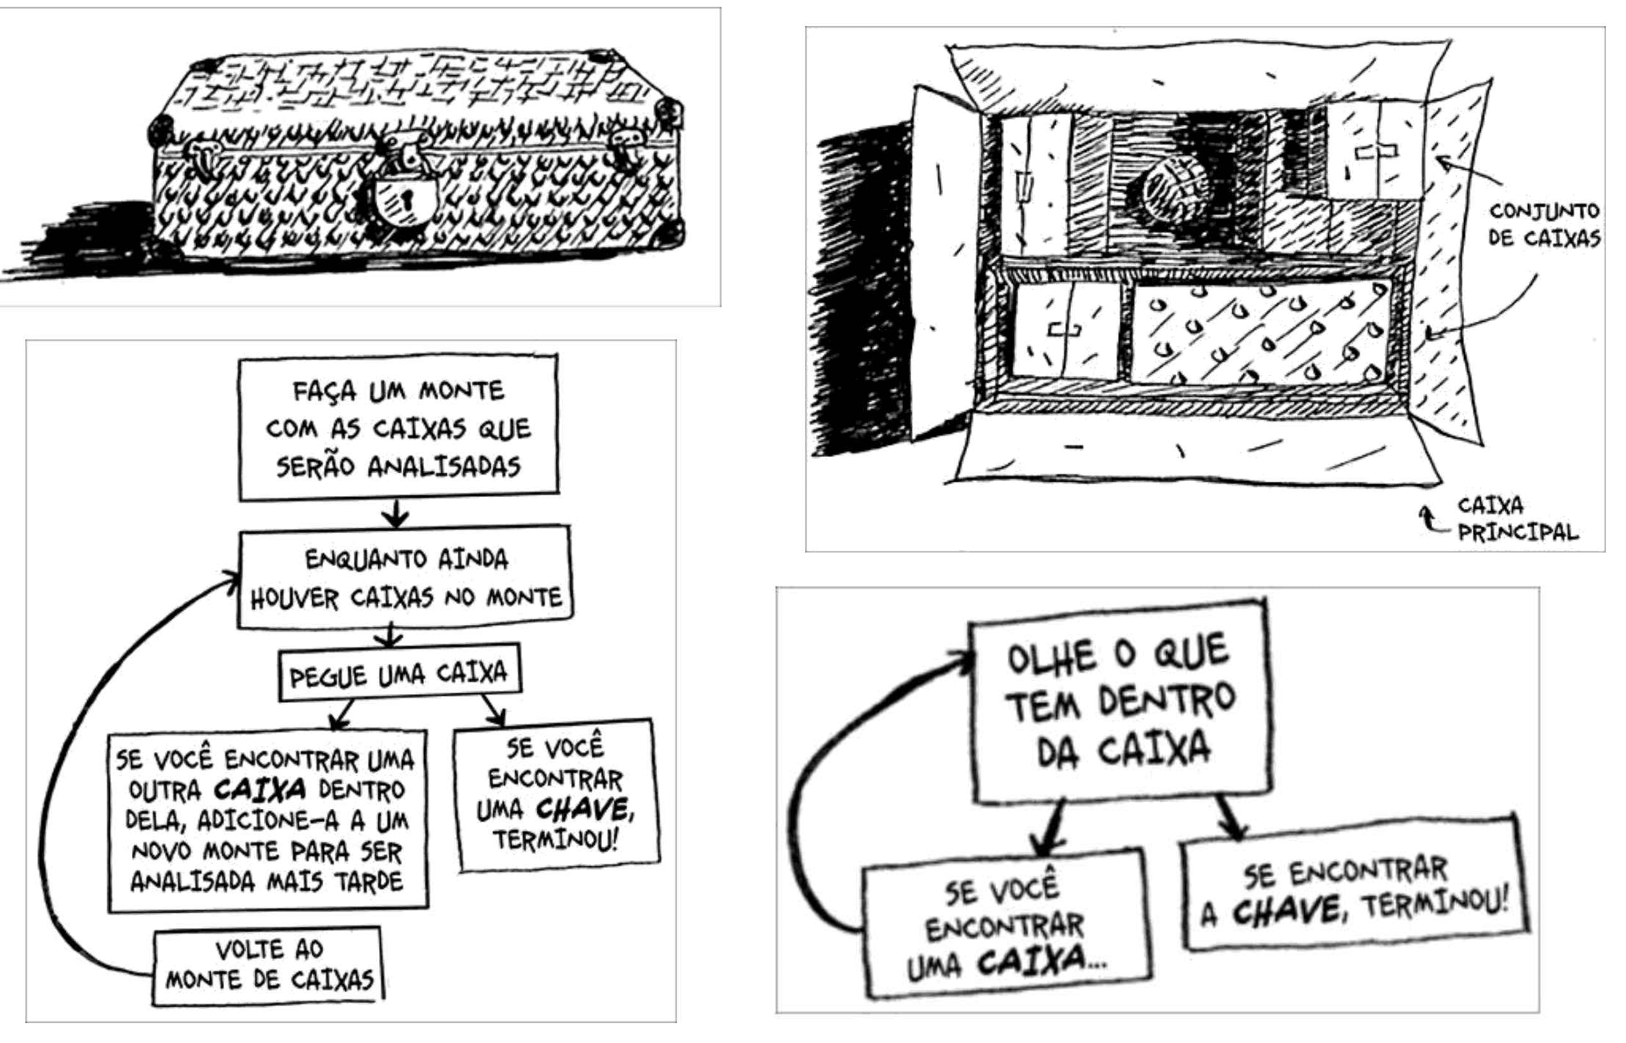 CONJUNTO
DE CAIXAS
CAIXA
PRINCIPAL
FAÇA UM MONTE
COM AS CAIXAS QUE
SERÃO ANALISADAS
ENQUANTO AINDA
HOUVER CAIXAS NO MONTE
PEGUE UMA CAIXA
SE VOCÊ ENCONTRAR UMA
OUTRA CAIXA DENTRO
DELA, ADICIONE-A A UM
NOVO MONTE PARA SER
ANALISADA MAIS TARDE
SE VOCÊ
ENCONTRAR
UMA CHAVE,
TERMINOU!
VOLTE AO
MONTE DE CAIXAS
OLHE O QUE
TEM DENTRO
DA CAIXA
SE VOCÊ
ENCONTRAR
UMA CAIXA...
SE ENCONTRAR
A CHAVE, TERMINOU!